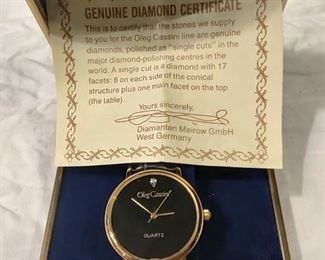 GENUINE DIAMOND CERTIFICATE
This is to certify that the stones we supply
to you for the Oleg Cassini line are genuine
diamonds, polished as "single cuts" in the
major diamond-polishing centres in the
world. A single cut is a diamond with 17
facets: 8 on each side of the conical
structure plus one main facet on the top
(the table).
Yours sincerely,
Diamanten Meirow GmbH
West Germany
Oleg Cassini
QUARTZ